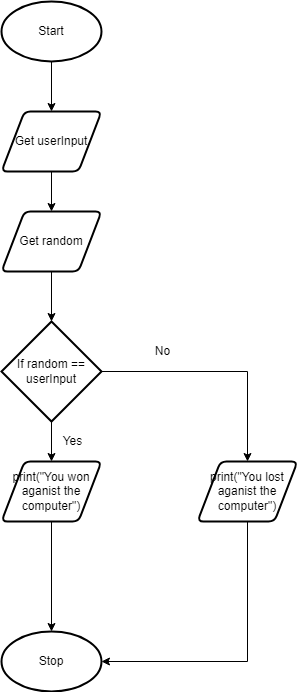 Start
Get userInput
Get random
If random ==
userInput
No
Yes
print("You won
aganist the
computer")
print("You lost
aganist the
computer")
Stop